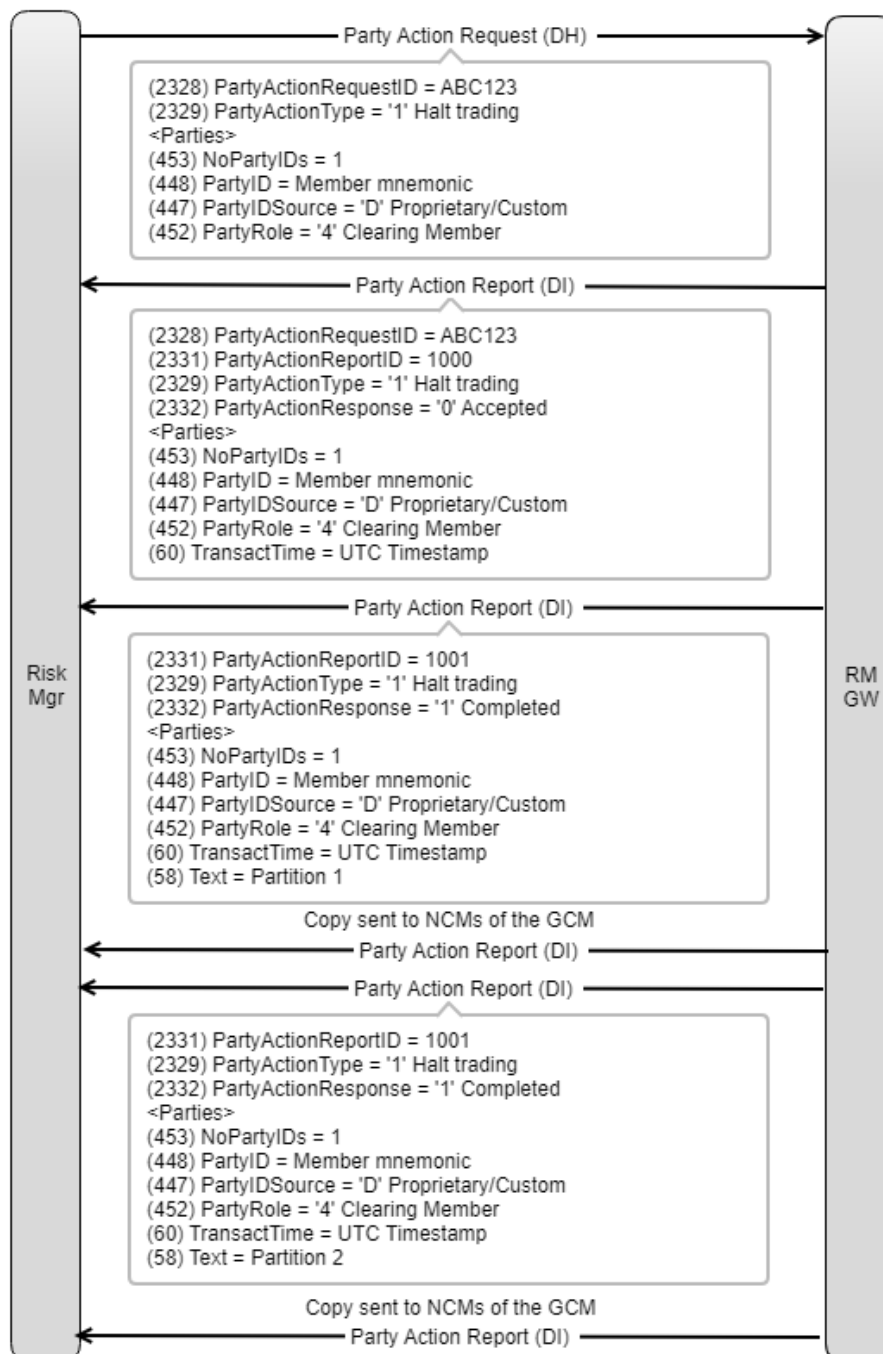 Party Action Request (DH)
(2328) PartyActionRequestID = ABC123
(2329) PartyActionType = '1' Halt trading
<Parties>
(453) NoPartyIDs = 1
(448) PartyID = Member mnemonic
(447) PartyIDSource = 'D' Proprietary/Custom
(452) PartyRole = '4' Clearing Member
Party Action Report (DI)
(2328) PartyActionRequestID = ABC123
(2331) PartyActionReportID = 1000
(2329) PartyActionType = '1' Halt trading
(2332) PartyActionResponse = '0' Accepted
<Parties>
(453) NoPartyIDs = 1
(448) PartyID = Member mnemonic
(447) PartyIDSource = 'D' Proprietary/Custom
(452) PartyRole = '4' Clearing Member
(60) TransactTime = UTC Timestamp
Party Action Report (DI)
Risk
Mgr
RM
GW
(2331) PartyActionReportID = 1001
(2329) PartyActionType = '1' Halt trading
(2332) PartyActionResponse = '1' Completed
<Parties>
(453) NoPartyIDs = 1
(448) PartyID = Member mnemonic
(447) PartyIDSource = 'D' Proprietary/Custom
(452) PartyRole = '4' Clearing Member
(60) TransactTime = UTC Timestamp
(58) Text = Partition 1
Copy sent to NCMs of the GCM
Party Action Report (DI)
Party Action Report (DI)
(2331) PartyActionReportID = 1001
(2329) PartyActionType = '1' Halt trading
(2332) PartyActionResponse = '1' Completed
<Parties>
(453) NoPartyIDs = 1
(448) PartyID = Member mnemonic
(447) PartyIDSource = 'D' Proprietary/Custom
(452) PartyRole = '4' Clearing Member
(60) TransactTime = UTC Timestamp
(58) Text = Partition 2
Copy sent to NCMs of the GCM
Party Action Report (DI)